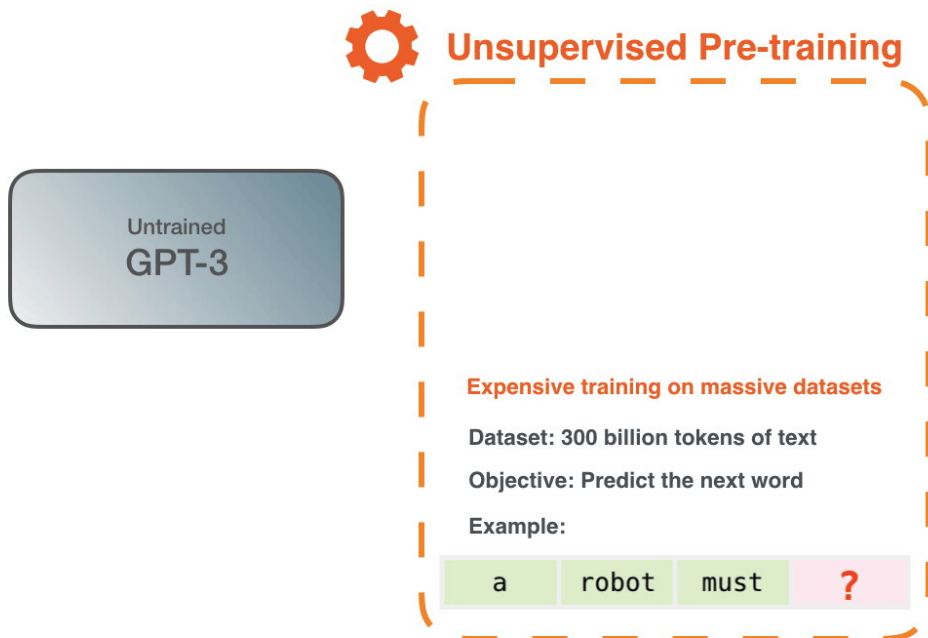 Unsupervised Pre-training
Untrained
GPT-3
Expensive training on massive datasets
Dataset: 300 billion tokens of text
Objective: Predict the next word
Example:
a robot must ?